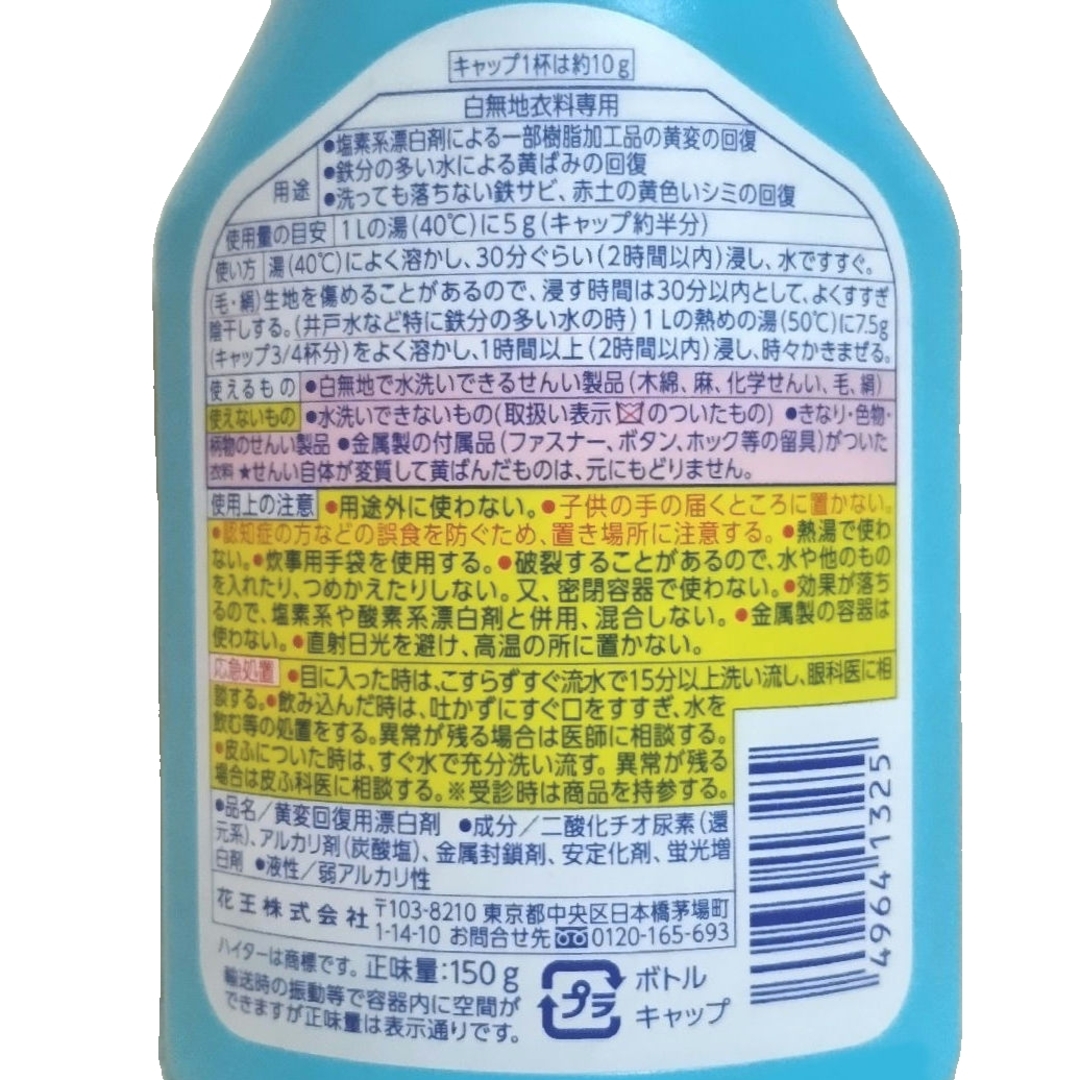 キャップ1杯は約10g
白無地衣料専用
用途
●塩素系漂白剤による一部樹脂加工品の黄変の回復
●鉄分の多い水による黄ばみの回復
●洗っても落ちない鉄サビ、赤土の黄色いシミの回復
使用量の目安 1Lの湯(40℃)に5g(キャップ約半分)
使い方 湯(40℃)によく溶かし、30分ぐらい(2時間以内)浸し、水ですすぐ。
(毛・絹)生地を傷めることがあるので、浸す時間は30分以内として、よくすすぎ
陰干しする。(井戸水など特に鉄分の多い水の時)1Lの熱めの湯(50℃)に7.5g
(キャップ3/4杯分)をよく溶かし、1時間以上(2時間以内)浸し、時々かきまぜる。
使えるもの ●白無地で水洗いできるせんい製品(木綿、麻、化学せんい、毛、絹)
使えないもの ●水洗いできないもの(取扱い表示のついたもの) ●きなり・色物・
柄物のせんい製品 ●金属製の付属品(ファスナー、ボタン、ホック等の留具)がついた
衣料 ★せんい自体が変質して黄ばんだものは、元にもどりません。
使用上の注意 ●用途外に使わない。●子供の手の届くところに置かない。
●認知症の方などの誤食を防ぐため、置き場所に注意する。●熱湯で使わ
ない。●炊事用手袋を使用する。●破裂することがあるので、水や他のもの
を入れたり、つめかえたりしない。又、密閉容器で使わない。●効果が落ち
るので、塩素系や酸素系漂白剤と併用、混合しない。●金属製の容器は
使わない。●直射日光を避け、高温の所に置かない。
応急処置 ●目に入った時は、こすらずすぐ流水で15分以上洗い流し、眼科医に相
談する。●飲み込んだ時は、吐かずにすぐ口をすすぎ、水を
飲む等の処置をする。異常が残る場合は医師に相談する。
●皮ふについた時は、すぐ水で充分洗い流す。異常が残る
場合は皮ふ科医に相談する。※受診時は商品を持参する。
●品名/黄変回復用漂白剤 ●成分/二酸化チオ尿素(還
元系)、アルカリ剤(炭酸塩)、金属封鎖剤、安定化剤、蛍光増
白剤 ●液性/弱アルカリ性
花王株式会社 〒103-8210 東京都中央区日本橋茅場町
1-14-10 お問合せ先 0120-165-693
ハイターは商標です。正味量:150g
輸送時の振動等で容器内に空間が
できますが正味量は表示通りです。
プラ
ボトル
キャップ
4964 1325